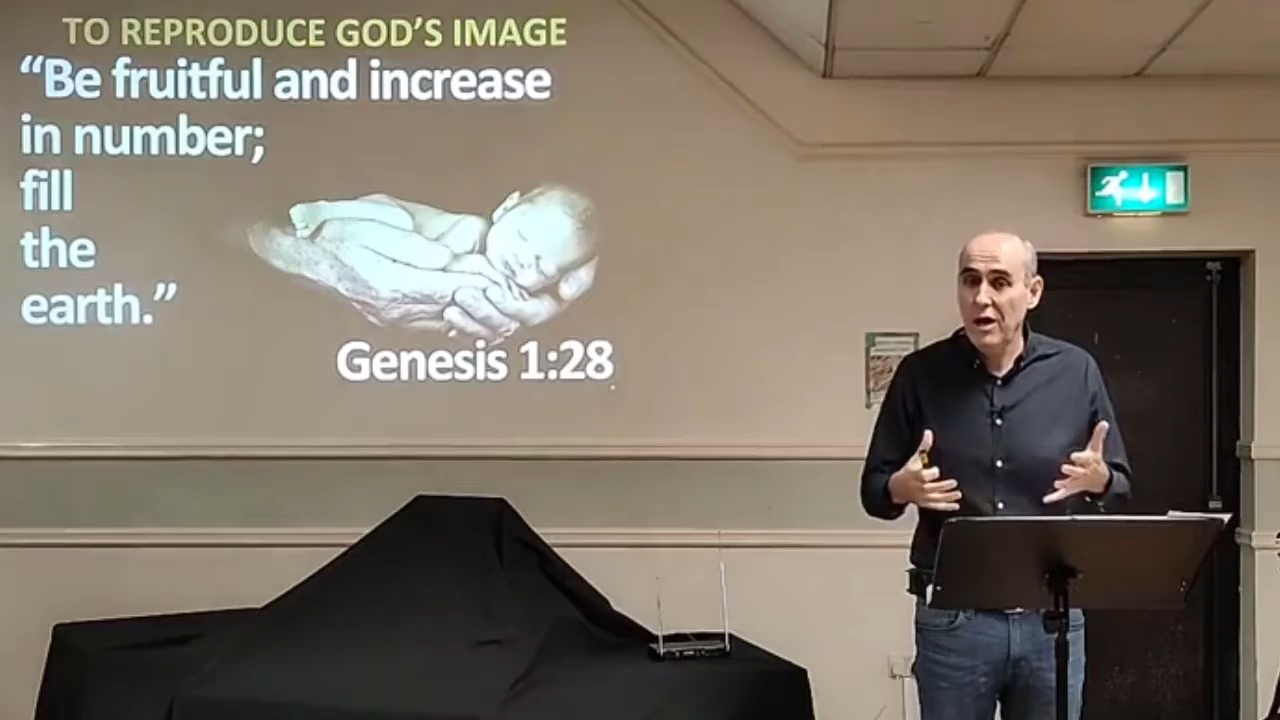 TO REPRODUCE GOD'S IMAGE
“Be fruitful and increase
in number;
fill
the
earth.”
Genesis 1:28